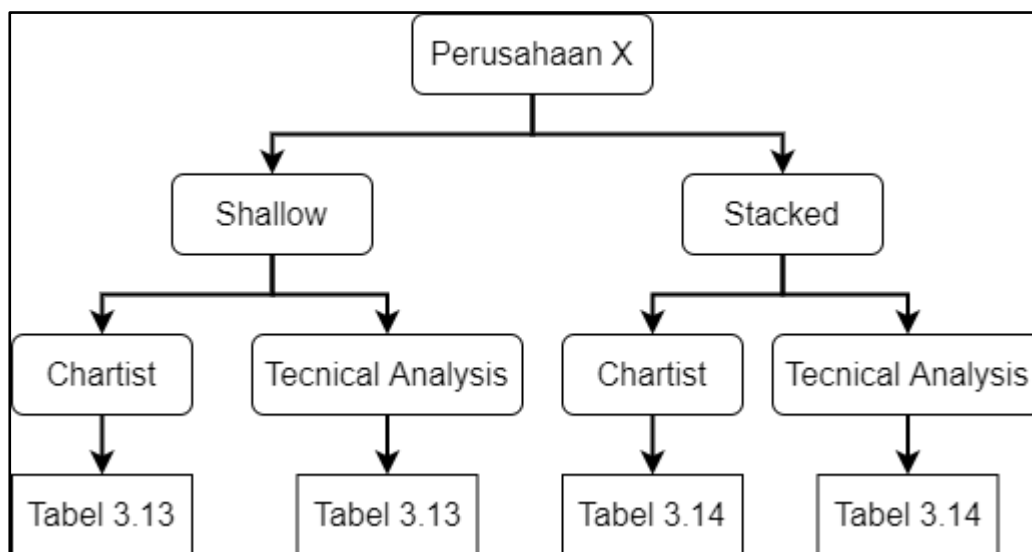 Perusahaan X
Shallow
Stacked
Chartist
Tecnical Analysis
Chartist
Tecnical Analysis
Tabel 3.13
Tabel 3.13
Tabel 3.14
Tabel 3.14